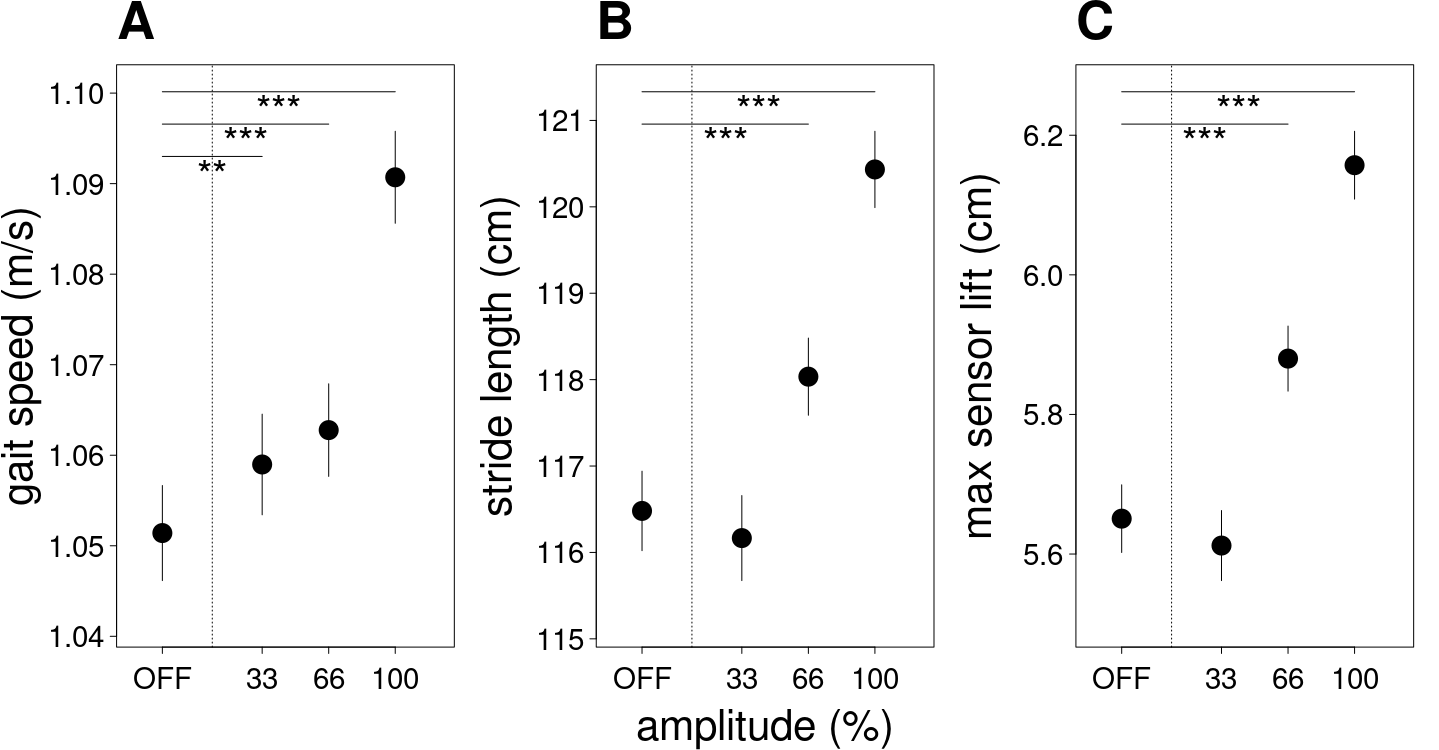 A
gait speed (m/s)
1.10
1.09
1.08
1.07
1.06
1.05
1.04
***
***
**
OFF 33 66 100
B
stride length (cm)
121
120
119
118
117
116
115
***
***
OFF 33 66 100
amplitude (%)
C
max sensor lift (cm)
6.2
6.0
5.8
5.6
***
***
OFF 33 66 100